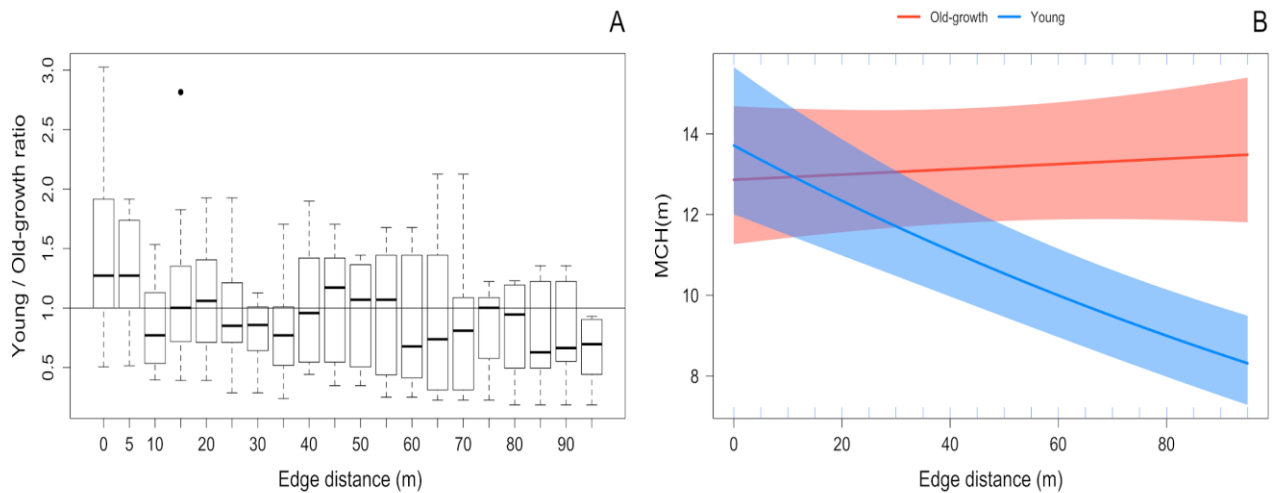 A
Young / Old-growth ratio
3.0
2.5
2.0
1.5
1.0
0.5
0 5 10 20 30 40 50 60 70 80 90
Edge distance (m)
Old-growth Young
B
MCH(m)
14
12
10
8
0 20 40 60 80
Edge distance (m)